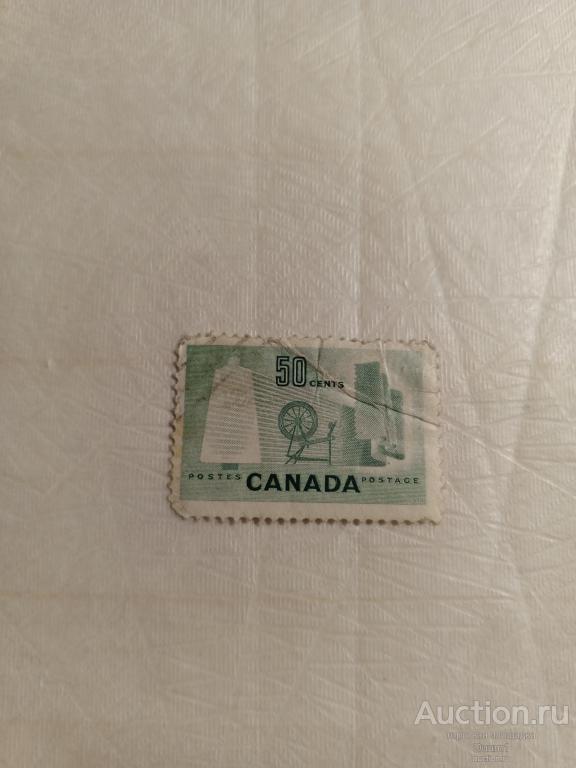 50 CENTS
POSTES CANADA POSTAGE
Auction.ru